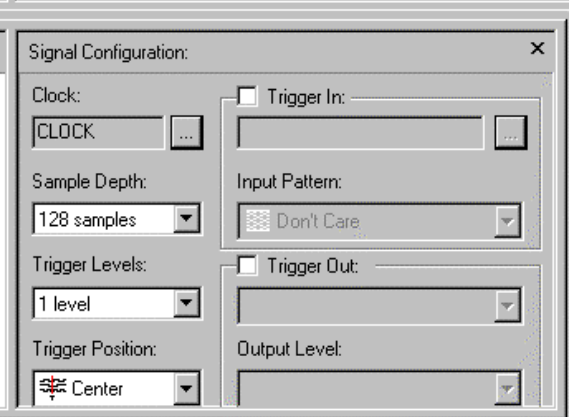 Signal Configuration:
Clock:
CLOCK
...
Sample Depth:
128 samples
Trigger Levels:
1 level
Trigger Position:
Center
Trigger In:
...
Input Pattern:
Don't Care
Trigger Out:
Output Level: